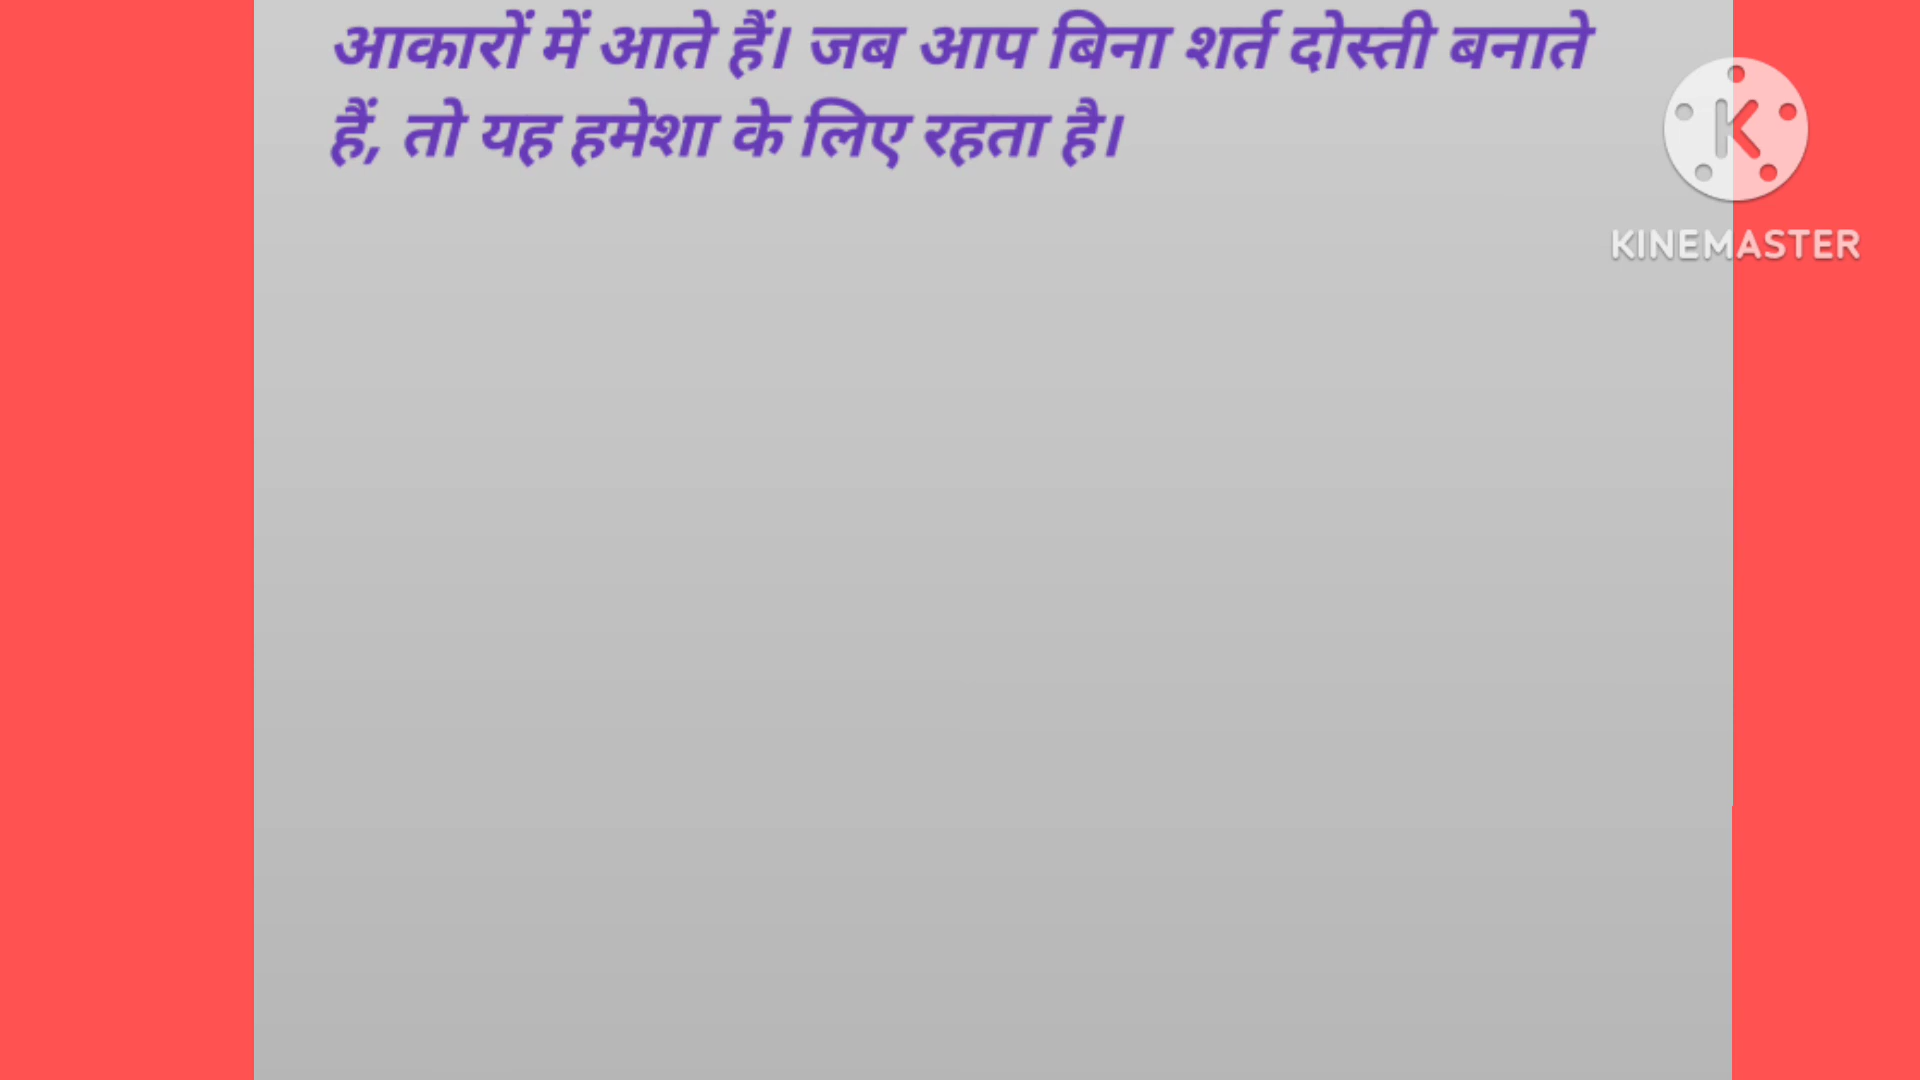 आकारों में आते हैं। जब आप बिना शर्त दोस्ती बनाते
हैं, तो यह हमेशा के लिए रहता है।
K
KINEMASTER